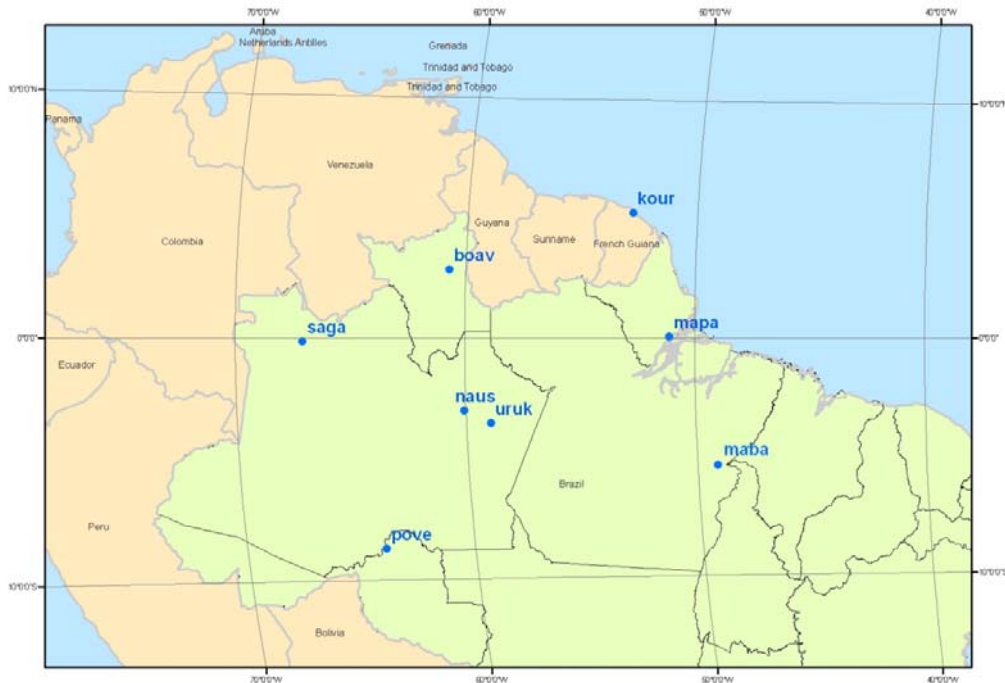 70°0'0"W 60°0'0"W 50°0'0"W 40°0'0"W
Aruba
Netherlands Antilles
Grenada
Trinidad and Tobago
Trinidad and Tobago
10°0'0"N 10°0'0"N
Panama
Venezuela
kour
Guyana
Colombia
Suriname
French Guiana
boav
saga
mapa
0°0'0" 0°0'0"
Ecuador
naus
uruk
maba
Brazil
Peru
pove
10°0'0"S 10°0'0"S
Bolivia
70°0'0"W 60°0'0"W 50°0'0"W 40°0'0"W